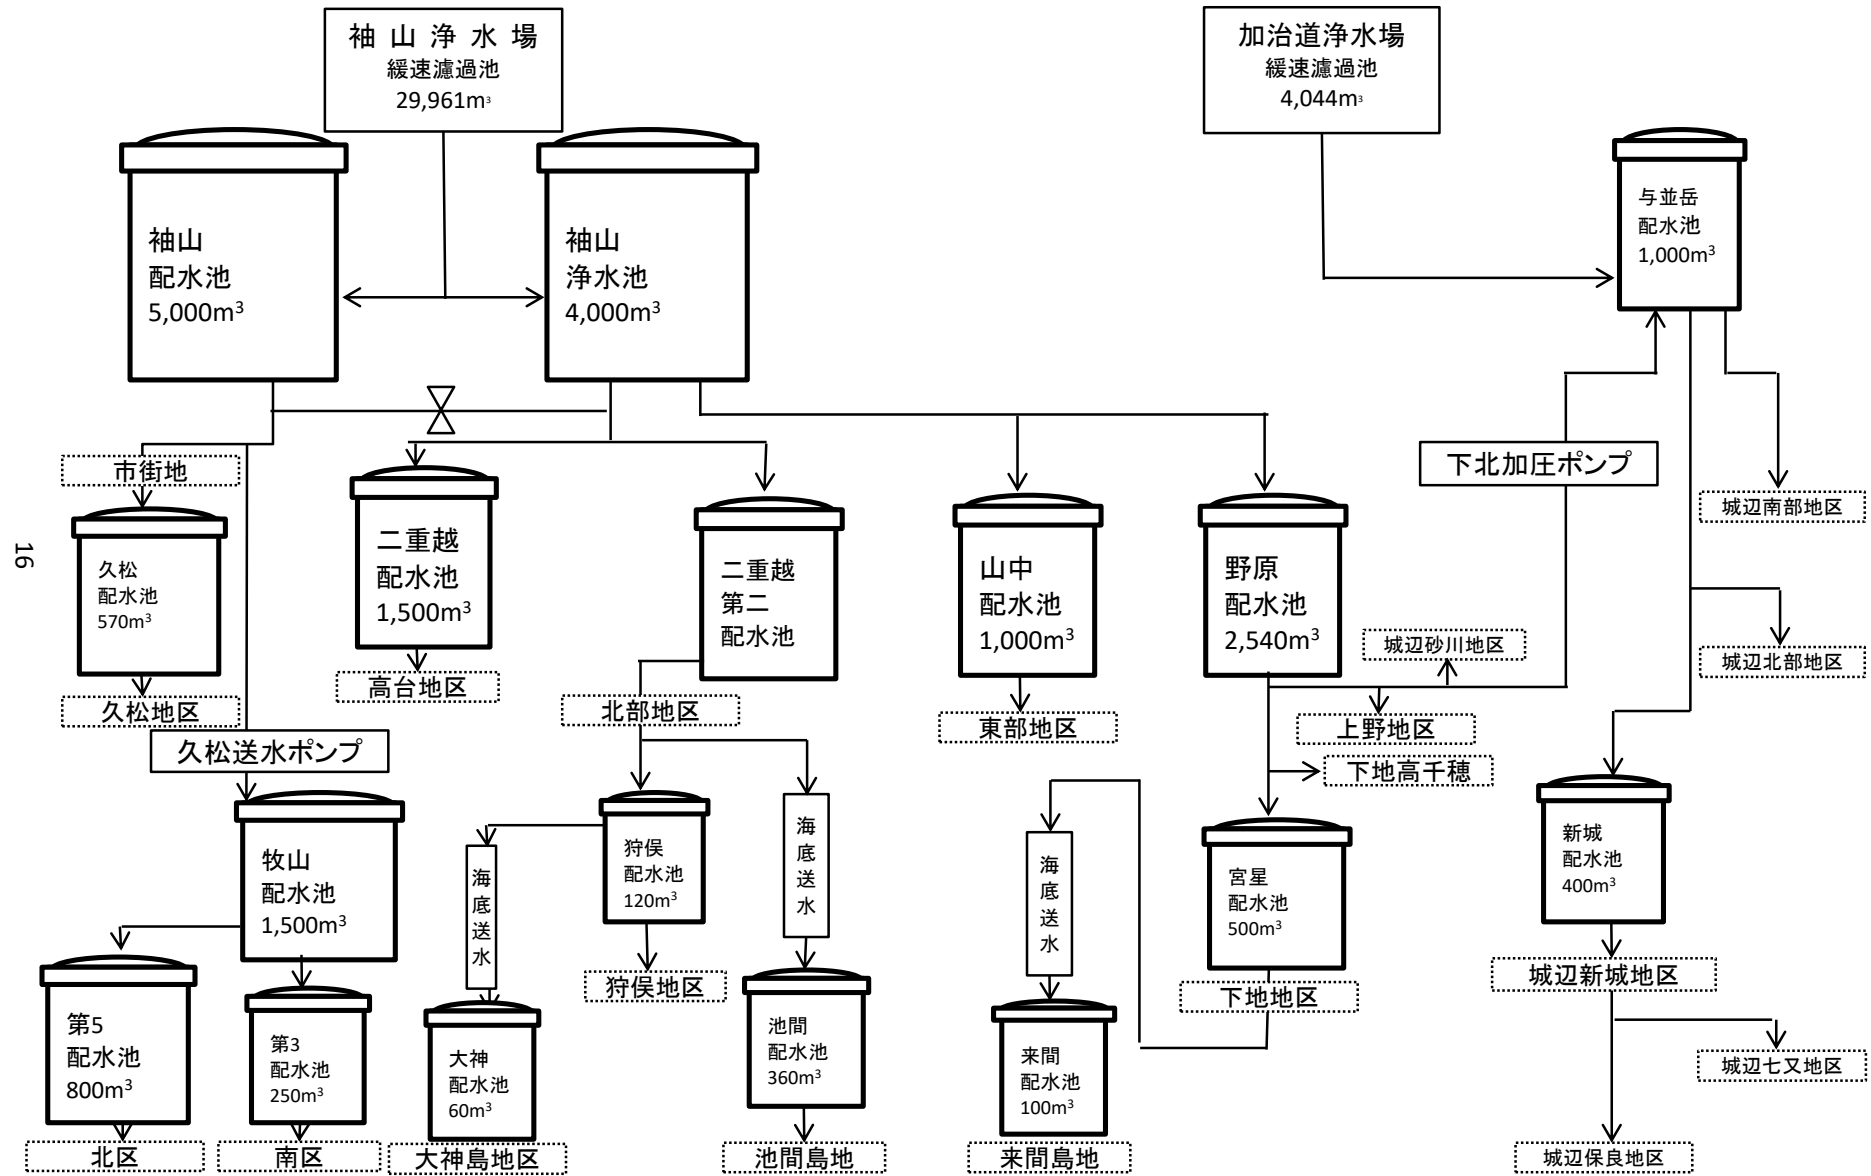 袖 山 浄 水 場
緩速濾過池
29,961m³
加治道浄水場
緩速濾過池
4,044m³
袖山
配水池
5,000m³
袖山
浄水池
4,000m³
与並岳
配水池
1,000m³
市街地
下北加圧ポンプ
城辺南部地区
久松
配水池
570m³
二重越
配水池
1,500m³
二重越
第二
配水池
山中
配水池
1,000m³
野原
配水池
2,540m³
城辺砂川地区
城辺北部地区
久松地区
高台地区
北部地区
東部地区
上野地区
久松送水ポンプ
下地高千穂
牧山
配水池
1,500m³
海底送水
狩俣
配水池
120m³
海底送水
海底送水
宮星
配水池
500m³
新城
配水池
400m³
狩俣地区
下地地区
城辺新城地区
第5
配水池
800m³
第3
配水池
250m³
大神
配水池
60m³
池間
配水池
360m³
来間
配水池
100m³
城辺七又地区
北区
南区
大神島地区
池間島地
来間島地
城辺保良地区
16